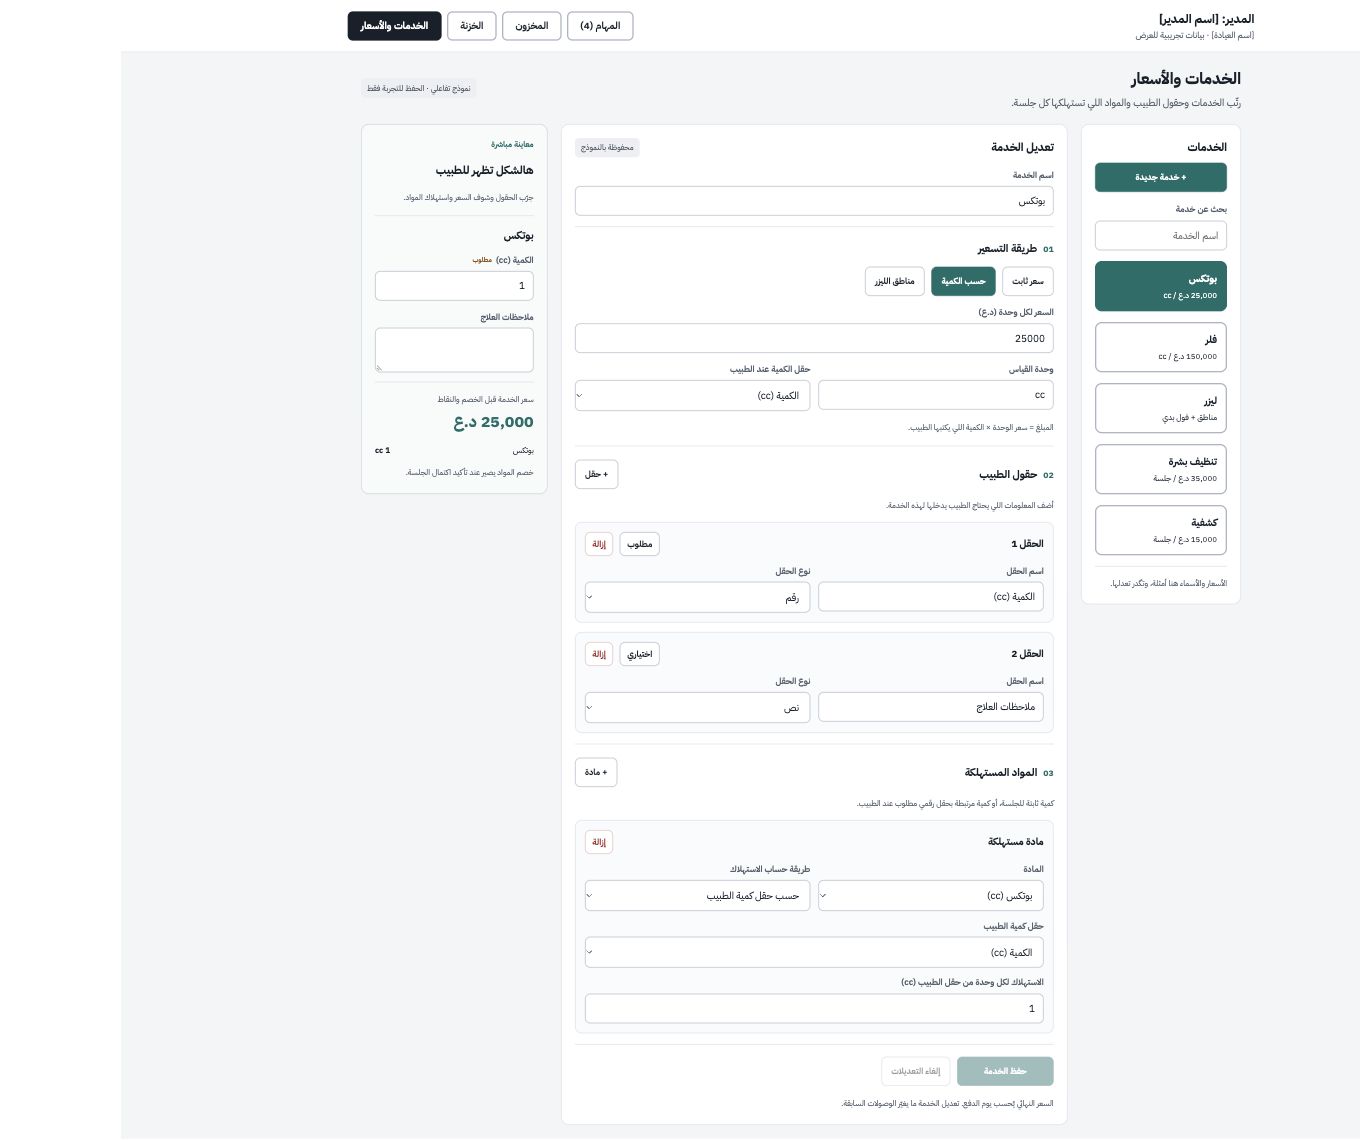 المدير: [اسم المدير]
[اسم العيادة] · بيانات تجريبية للعرض
المهام (4)
المخزون
الخزنة
الخدمات والأسعار
الخدمات والأسعار
رتّب الخدمات وحقول الطبيب والمواد اللي تستهلكها كل جلسة.
نموذج تفاعلي · الحفظ للتجربة فقط
الخدمات
+ خدمة جديدة
بحث عن خدمة
اسم الخدمة
بوتكس
25,000 د.ع / cc
فلر
150,000 د.ع / cc
ليزر
مناطق + فول بدي
تنظيف بشرة
35,000 د.ع / جلسة
كشفية
15,000 د.ع / جلسة
الأسعار والأسماء هنا أمثلة، وتگدر تعدلها.
تعديل الخدمة
محفوظة بالنموذج
اسم الخدمة
بوتكس
01 طريقة التسعير
سعر ثابت
حسب الكمية
مناطق الليزر
السعر لكل وحدة (د.ع)
25000
وحدة القياس
حقل الكمية عند الطبيب
cc
الكمية (cc)
المبلغ = سعر الوحدة × الكمية اللي يكتبها الطبيب.
02 حقول الطبيب
+ حقل
أضف المعلومات اللي يحتاج الطبيب يدخلها لهذه الخدمة.
الحقل 1
مطلوب
إزالة
اسم الحقل
نوع الحقل
الكمية (cc)
رقم
الحقل 2
اختياري
إزالة
اسم الحقل
نوع الحقل
ملاحظات العلاج
نص
03 المواد المستهلكة
+ مادة
كمية ثابتة للجلسة، أو كمية مرتبطة بحقل رقمي مطلوب عند الطبيب.
مادة مستهلكة
إزالة
المادة
طريقة حساب الاستهلاك
بوتكس (cc)
حسب حقل كمية الطبيب
حقل كمية الطبيب
الكمية (cc)
الاستهلاك لكل وحدة من حقل الطبيب (cc)
1
حفظ الخدمة
إلغاء التعديلات
السعر النهائي يُحسب يوم الدفع. تعديل الخدمة ما يغيّر الوصولات السابقة.
معاينة مباشرة
هالشكل تظهر للطبيب
جرّب الحقول وشوف السعر واستهلاك المواد.
بوتكس
الكمية (cc) مطلوب
1
ملاحظات العلاج
سعر الخدمة قبل الخصم والنقاط
25,000 د.ع
بوتكس
1 cc
خصم المواد يصير عند تأكيد اكتمال الجلسة.